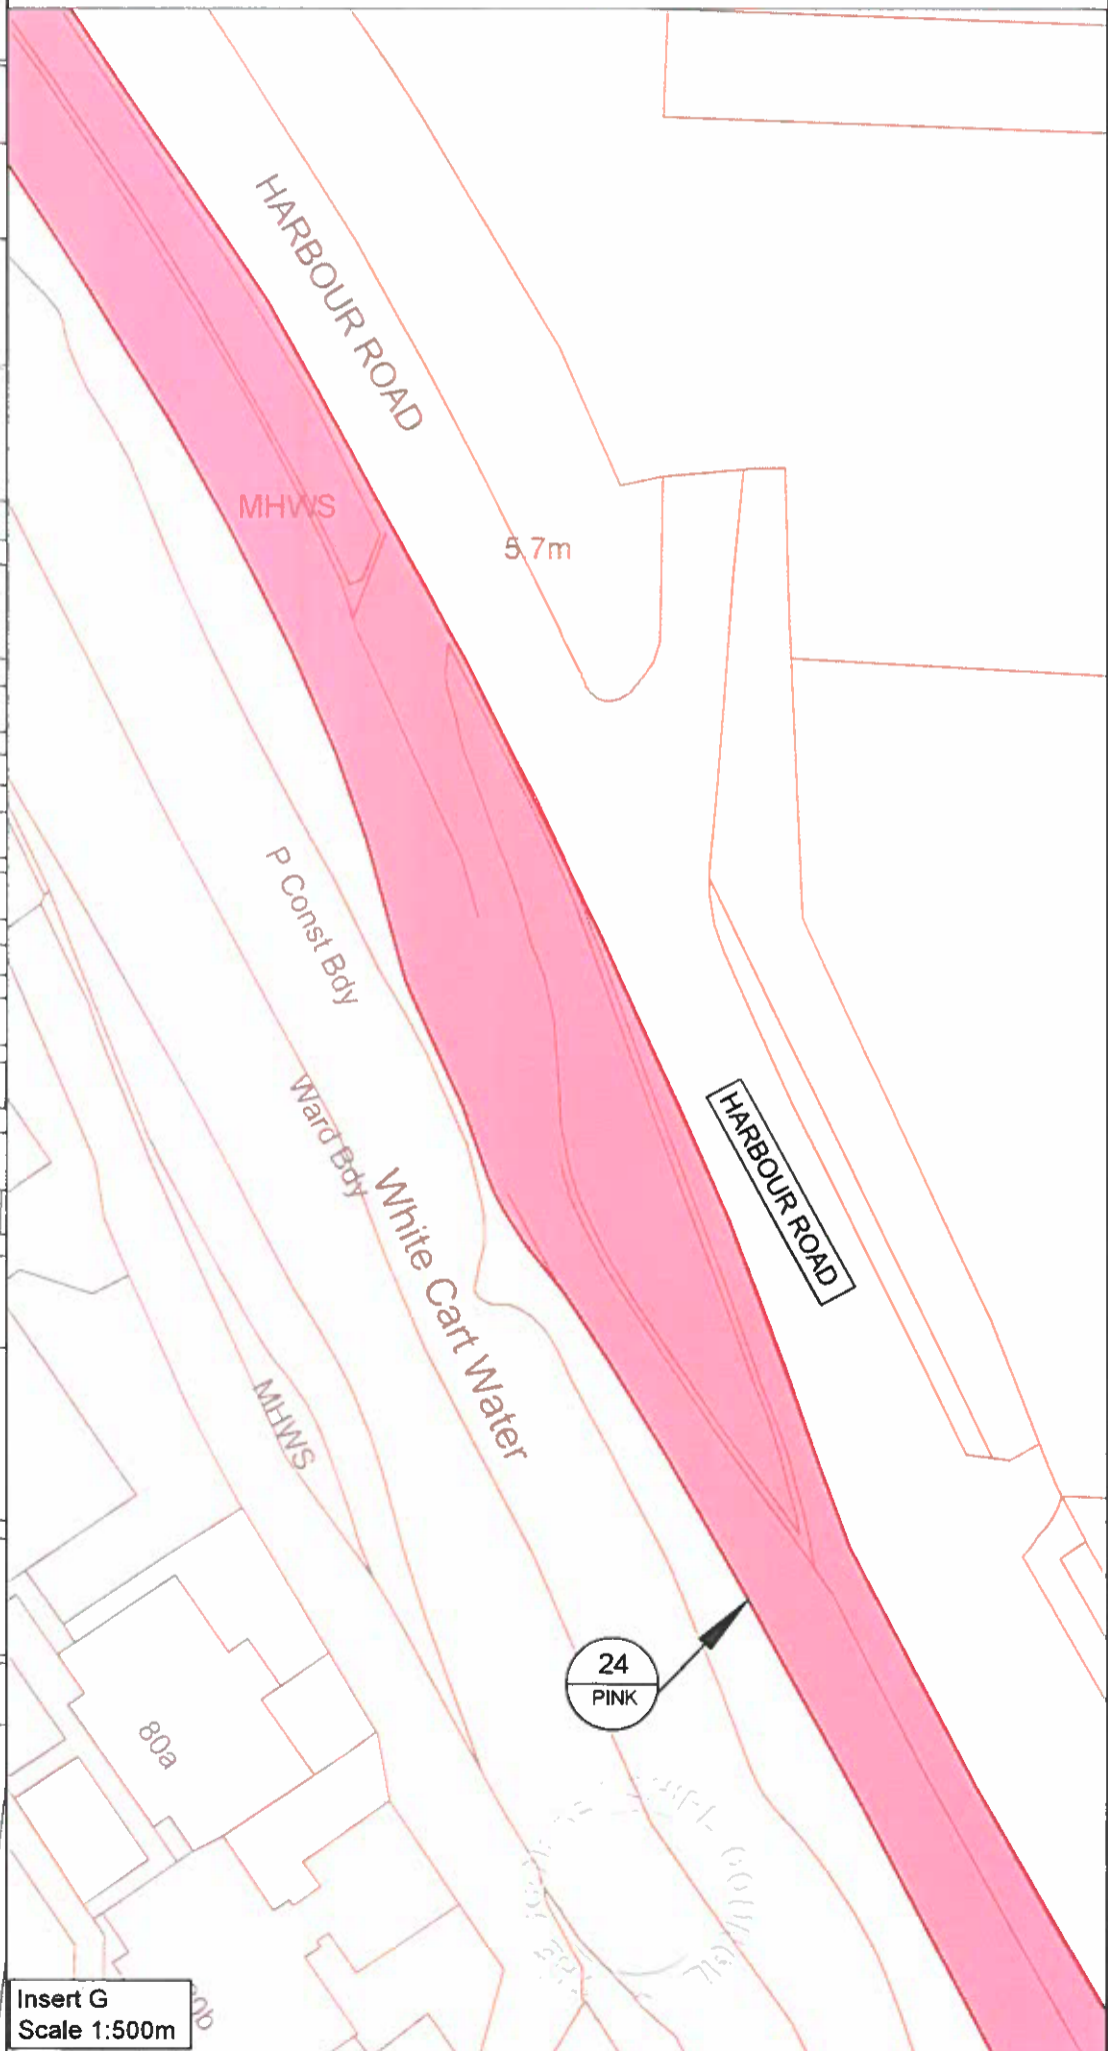 HARBOUR ROAD
MHWS
5.7m
P Const Bdy
Ward Bdy
White Cart Water
HARBOUR ROAD
MHWS
24
PINK
80a
Insert G
Scale 1:500m